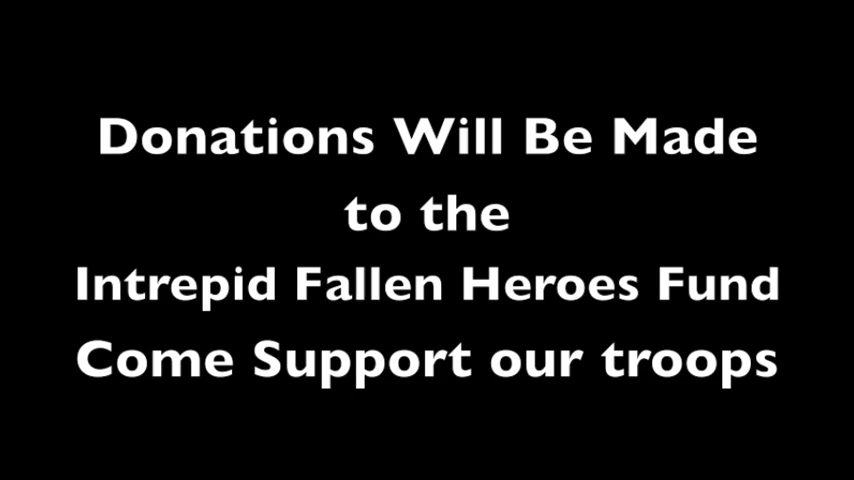 Donations Will Be Made
to the
Intrepid Fallen Heroes Fund
Come Support our troops